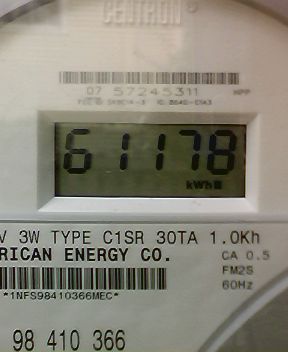 CENTRON®
07 57245311 HPP
61178
kWh
V 3W TYPE C1SR 30TA 1.0Kh
RICAN ENERGY CO. CA 0.5
FM2S
*1NFS98410366MEC* 60Hz
98 410 366